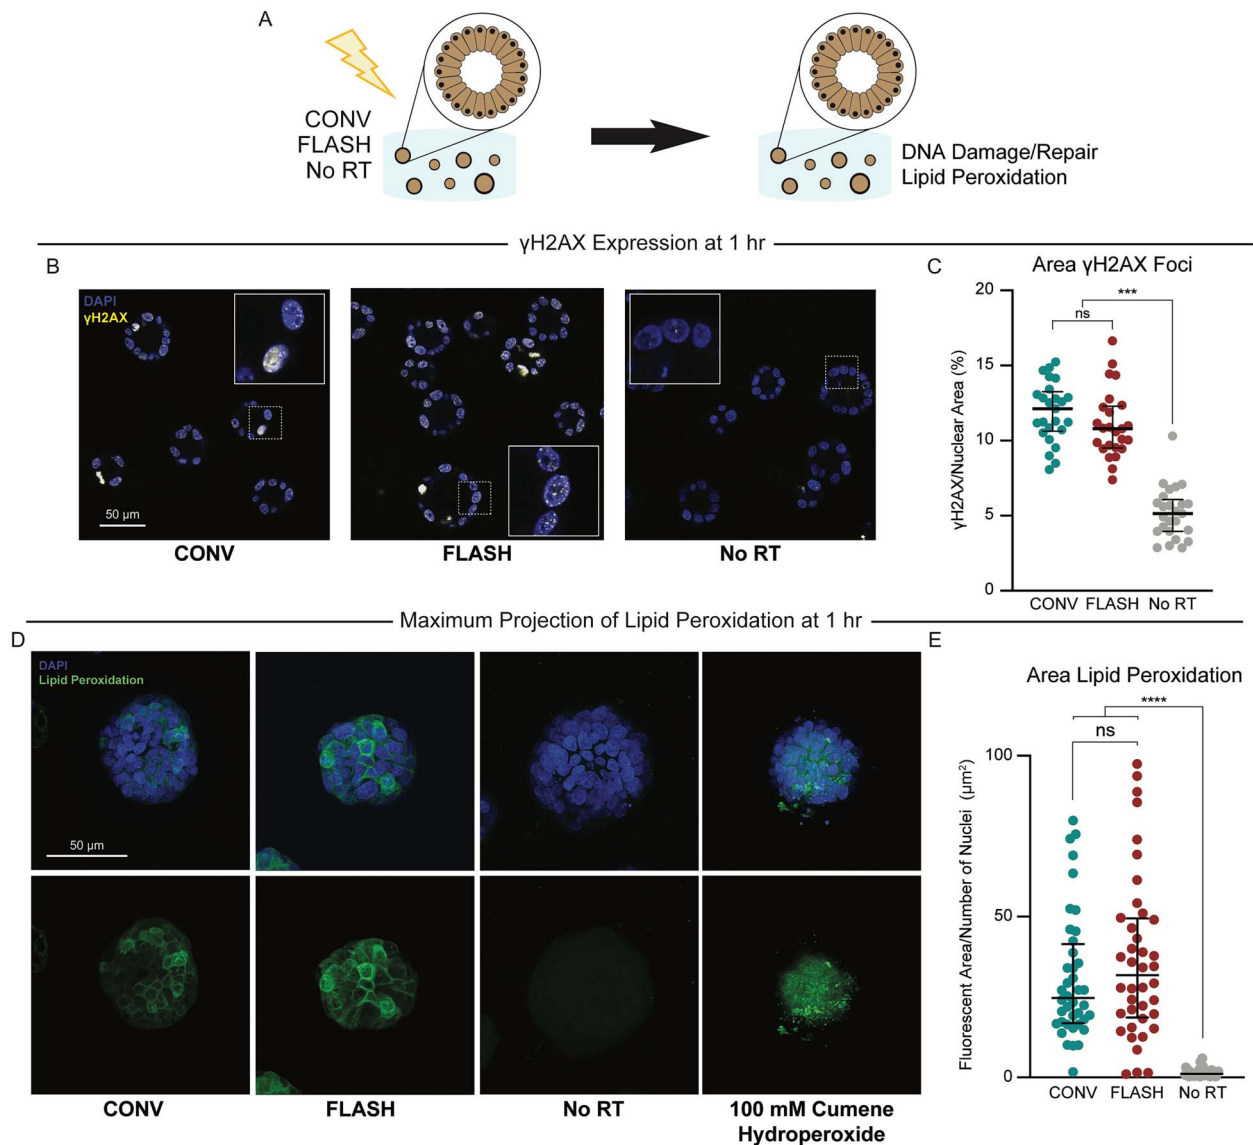 A
CONV
FLASH
No RT
DNA Damage/Repair
Lipid Peroxidation
γH2AX Expression at 1 hr
B
DAPI
γH2AX
50 µm
CONV
FLASH
No RT
C
Area γH2AX Foci
***
ns
20
15
10
5
0
γH2AX/Nuclear Area (%)
CONV
FLASH
No RT
Maximum Projection of Lipid Peroxidation at 1 hr
D
DAPI
Lipid Peroxidation
50 µm
CONV
FLASH
No RT
100 mM Cumene
Hydroperoxide
E
Area Lipid Peroxidation
****
ns
100
50
0
Fluorescent Area/Number of Nuclei (µm²)
CONV
FLASH
No RT